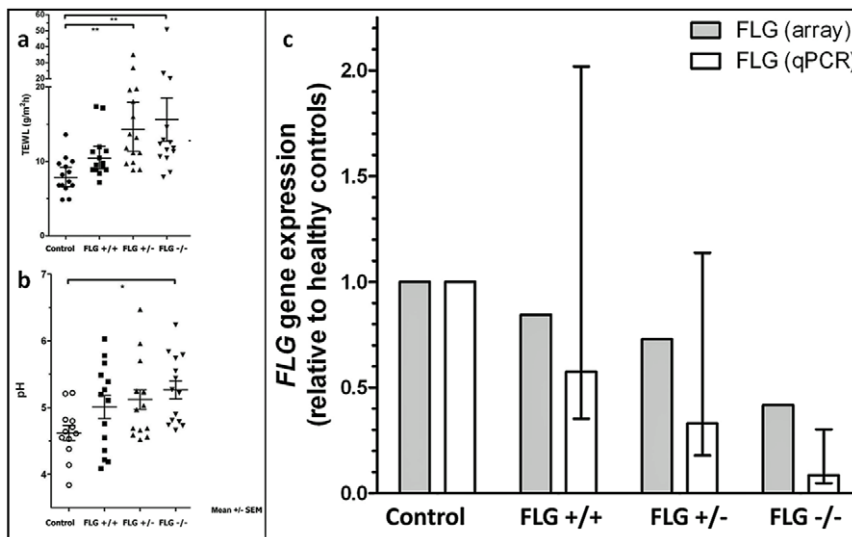 a
**
**
60
50
40
30
20
20
10
0
TEWL (g/m²h)
Control FLG +/+ FLG +/- FLG -/-
b
*
7
6
5
4
pH
Control FLG +/+ FLG +/- FLG -/-
Mean +/- SEM
c
FLG (array)
FLG (qPCR)
2.0
1.5
1.0
0.5
0.0
FLG gene expression
(relative to healthy controls)
Control FLG +/+ FLG +/- FLG -/-